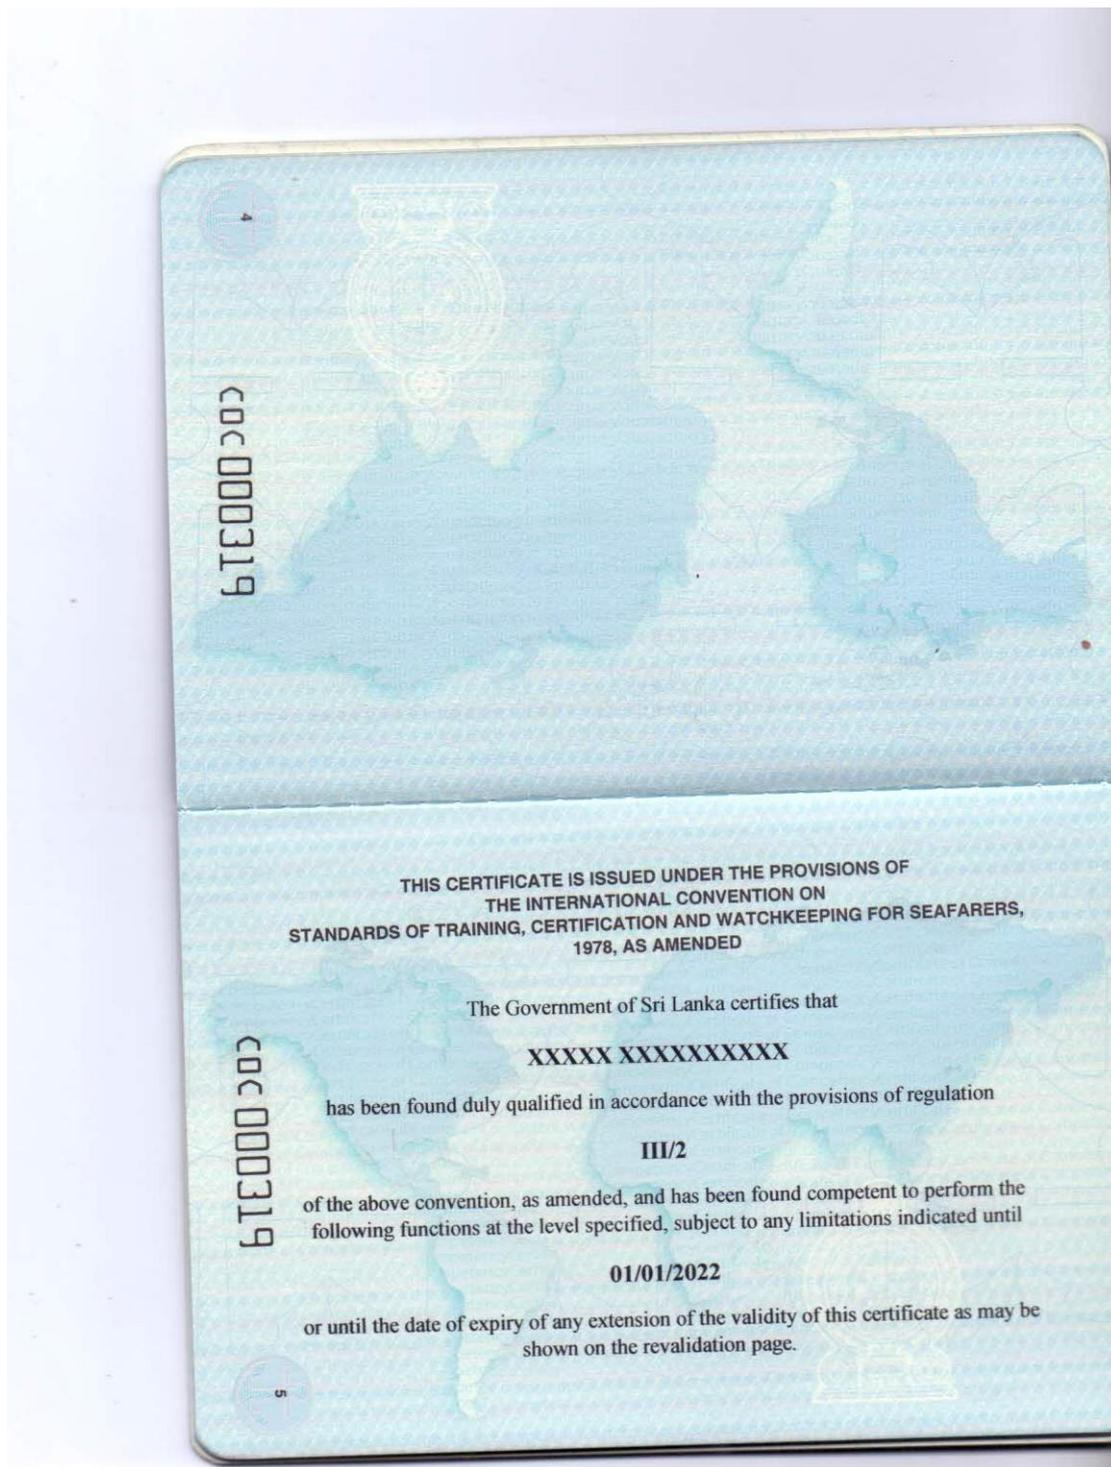 4
COC 000319
THIS CERTIFICATE IS ISSUED UNDER THE PROVISIONS OF
THE INTERNATIONAL CONVENTION ON
STANDARDS OF TRAINING, CERTIFICATION AND WATCHKEEPING FOR SEAFARERS,
1978, AS AMENDED
The Government of Sri Lanka certifies that
XXXXX XXXXXXXXXX
has been found duly qualified in accordance with the provisions of regulation
III/2
of the above convention, as amended, and has been found competent to perform the
following functions at the level specified, subject to any limitations indicated until
01/01/2022
or until the date of expiry of any extension of the validity of this certificate as may be
shown on the revalidation page.
COC 000319
5